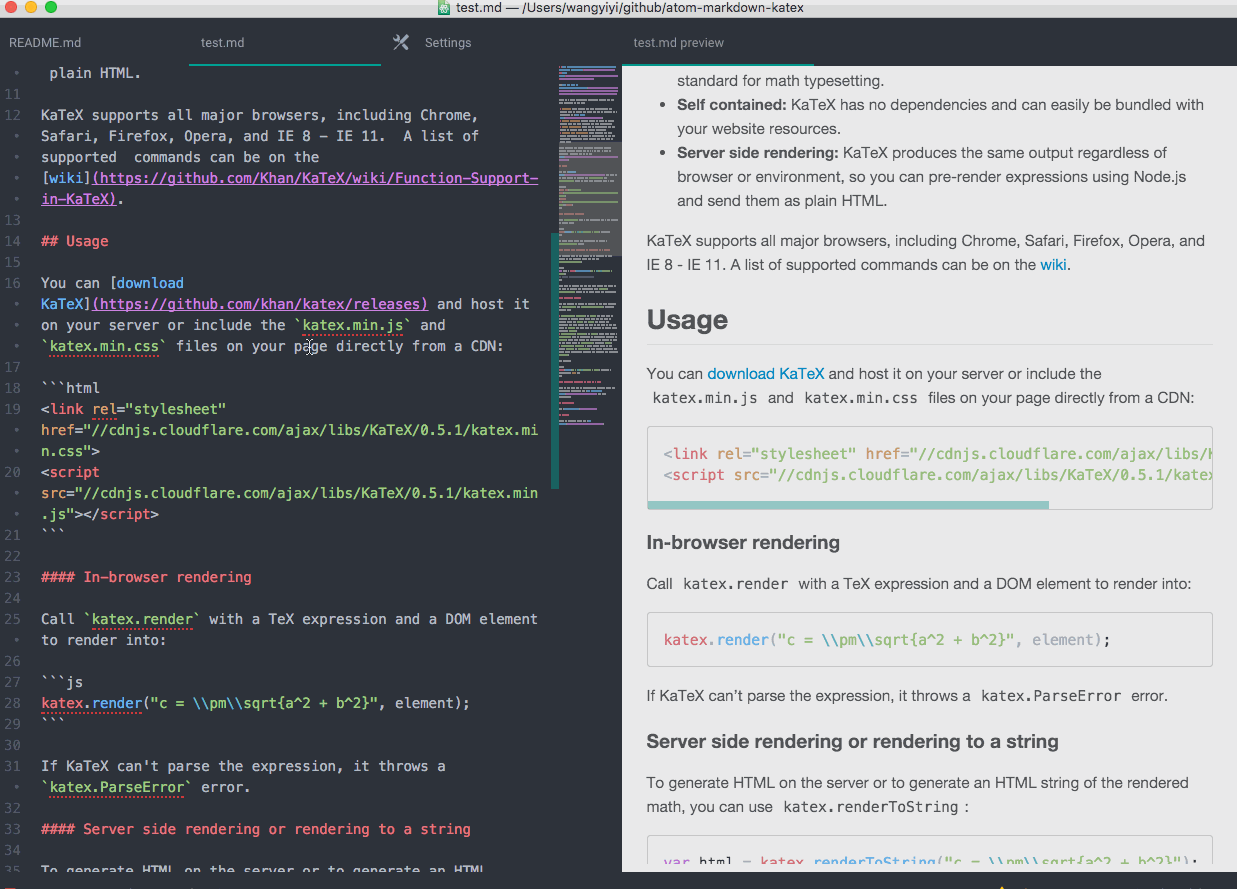 test.md — /Users/wangyiyi/github/atom-markdown-katex
README.md
test.md
Settings
test.md preview
plain HTML.
11
12 KaTeX supports all major browsers, including Chrome,
Safari, Firefox, Opera, and IE 8 - IE 11.  A list of
supported  commands can be on the
[wiki](https://github.com/Khan/KaTeX/wiki/Function-Support-
in-KaTeX).
13
14 ## Usage
15
16 You can [download
KaTeX](https://github.com/khan/katex/releases) and host it
on your server or include the `katex.min.js` and
`katex.min.css` files on your page directly from a CDN:
17
18 ```html
19 <link rel="stylesheet"
href="//cdnjs.cloudflare.com/ajax/libs/KaTeX/0.5.1/katex.mi
n.css">
20 <script
src="//cdnjs.cloudflare.com/ajax/libs/KaTeX/0.5.1/katex.min
.js"></script>
21 ```
22
23 #### In-browser rendering
24
25 Call `katex.render` with a TeX expression and a DOM element
to render into:
26
27 ```js
28 katex.render("c = \\pm\\sqrt{a^2 + b^2}", element);
29 ```
30
31 If KaTeX can't parse the expression, it throws a
`katex.ParseError` error.
32
33 #### Server side rendering or rendering to a string
34
35 To generate HTML on the server or to generate an HTML
standard for math typesetting.
• Self contained: KaTeX has no dependencies and can easily be bundled with
your website resources.
• Server side rendering: KaTeX produces the same output regardless of
browser or environment, so you can pre-render expressions using Node.js
and send them as plain HTML.
KaTeX supports all major browsers, including Chrome, Safari, Firefox, Opera, and
IE 8 - IE 11. A list of supported commands can be on the wiki.
Usage
You can download KaTeX and host it on your server or include the
katex.min.js and katex.min.css files on your page directly from a CDN:
<link rel="stylesheet" href="//cdnjs.cloudflare.com/ajax/libs/K
<script src="//cdnjs.cloudflare.com/ajax/libs/KaTeX/0.5.1/katex
In-browser rendering
Call katex.render with a TeX expression and a DOM element to render into:
katex.render("c = \\pm\\sqrt{a^2 + b^2}", element);
If KaTeX can't parse the expression, it throws a katex.ParseError error.
Server side rendering or rendering to a string
To generate HTML on the server or to generate an HTML string of the rendered
math, you can use katex.renderToString :
var html = katex.renderToString("c = \\pm\\sqrt{a^2 + b^2}");